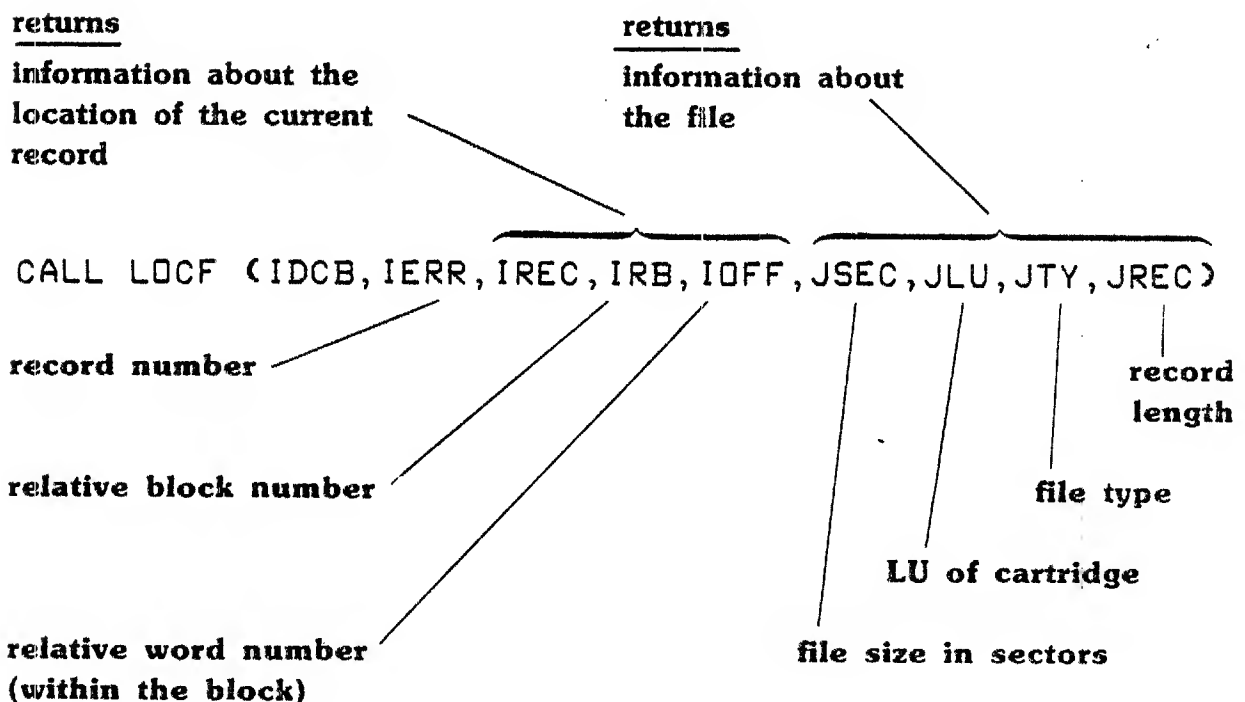 returns
information about the
location of the current
record
returns
information about
the file
CALL LOCF (IDCB,IERR,IREC,IRB,IOFF,JSEC,JLU,JTY,JREC)
record number
record
length
relative block number
file type
LU of cartridge
relative word number
(within the block)
file size in sectors